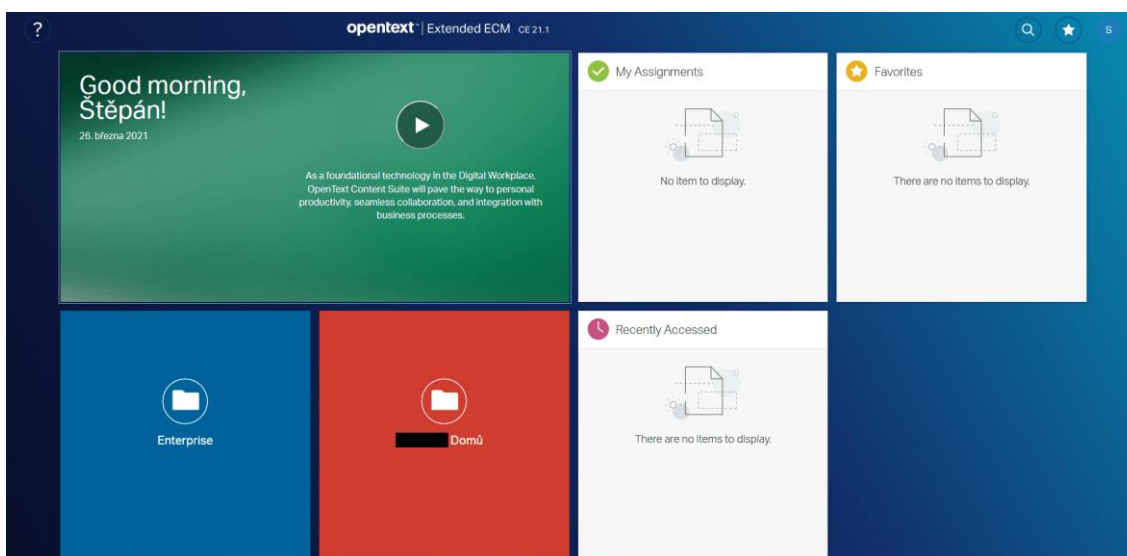 ?
opentext™ | Extended ECM CE 21.1
S
Good morning,
Štěpán!
26. března 2021
As a foundational technology in the Digital Workplace,
OpenText Content Suite will pave the way to personal
productivity, seamless collaboration, and integration with
business processes.
My Assignments
No item to display.
Favorites
There are no items to display.
Enterprise
Domů
Recently Accessed
There are no items to display.